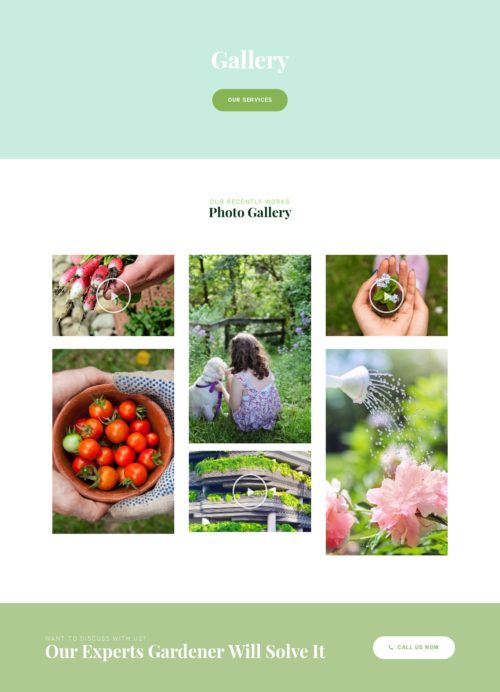 Gallery
OUR SERVICES
OUR RECENTLY WORKS
Photo Gallery
WANT TO DISCUSS WITH US?
Our Experts Gardener Will Solve It
CALL US NOW